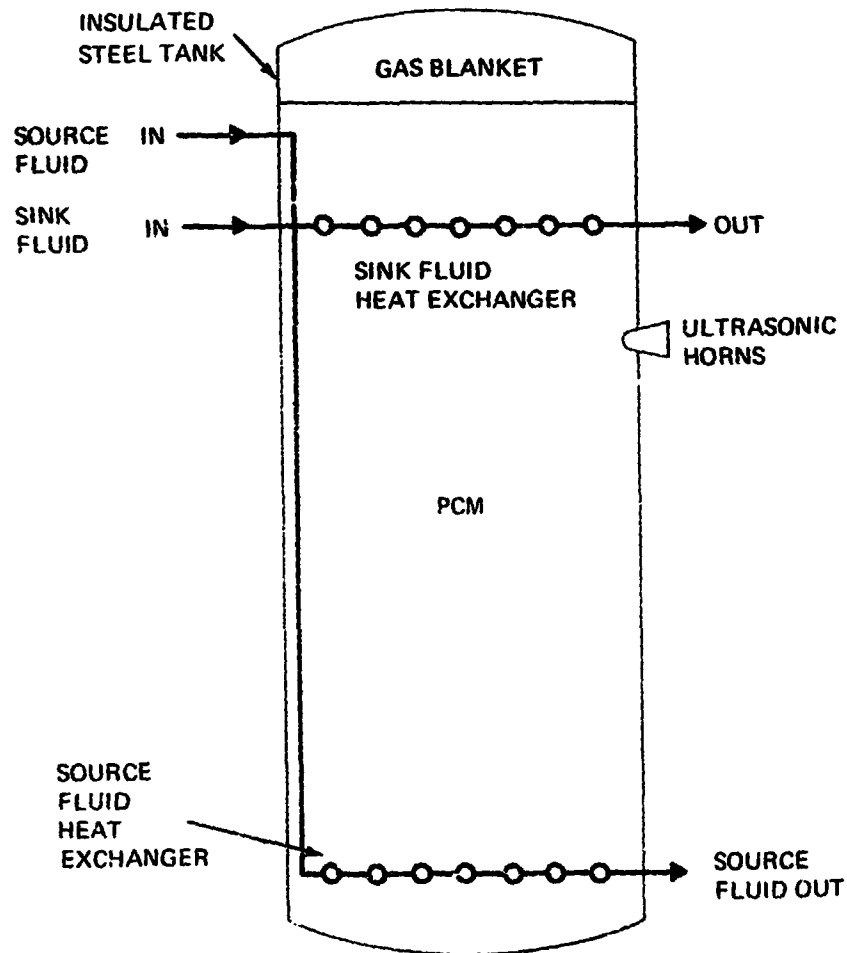 INSULATED
STEEL TANK
GAS BLANKET
SOURCE IN
FLUID
SINK IN
FLUID
OUT
SINK FLUID
HEAT EXCHANGER
ULTRASONIC
HORNS
PCM
SOURCE
FLUID
HEAT
EXCHANGER
SOURCE
FLUID OUT